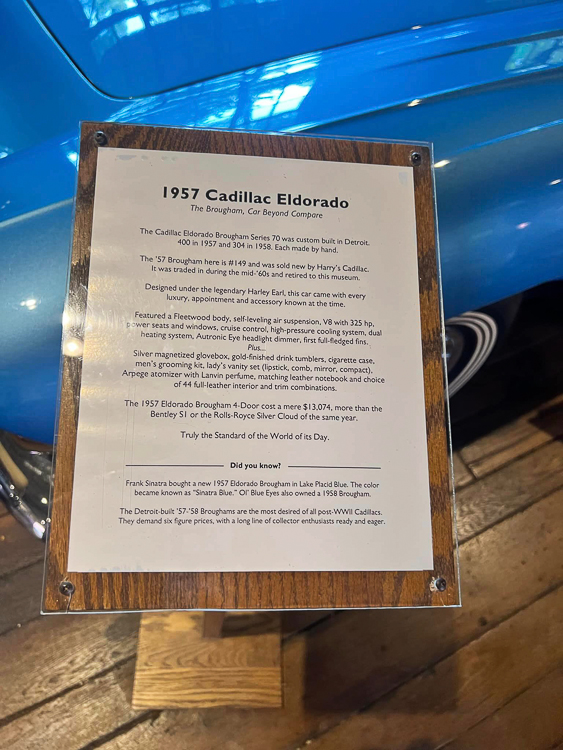 1957 Cadillac Eldorado
The Brougham, Car Beyond Compare
The Cadillac Eldorado Brougham Series 70 was custom built in Detroit.
400 in 1957 and 304 in 1958. Each made by hand.
The '57 Brougham here is #149 and was sold new by Harry's Cadillac.
It was traded in during the mid-'60s and retired to this museum.
Designed under the legendary Harley Earl, this car came with every
luxury, appointment and accessory known at the time.
Featured a Fleetwood body, self-leveling air suspension, V8 with 325 hp,
power seats and windows, cruise control, high-pressure cooling system, dual
heating system, Autronic Eye headlight dimmer, first full-fledged fins.
Plus...
Silver magnetized glovebox, gold-finished drink tumblers, cigarette case,
men's grooming kit, lady's vanity set (lipstick, comb, mirror, compact).
Arpege atomizer with Lanvin perfume, matching leather notebook and choice
of 44 full-leather interior and trim combinations.
The 1957 Eldorado Brougham 4-Door cost a mere $13,074, more than the
Bentley S1 or the Rolls-Royce Silver Cloud of the same year.
Truly the Standard of the World of its Day.
Did you know?
Frank Sinatra bought a new 1957 Eldorado Brougham in Lake Placid Blue. The color
became known as "Sinatra Blue." Ol' Blue Eyes also owned a 1958 Brougham.
The Detroit-built '57-'58 Broughams are the most desired of all post-WWII Cadillacs.
They demand six figure prices, with a long line of collector enthusiasts ready and eager.